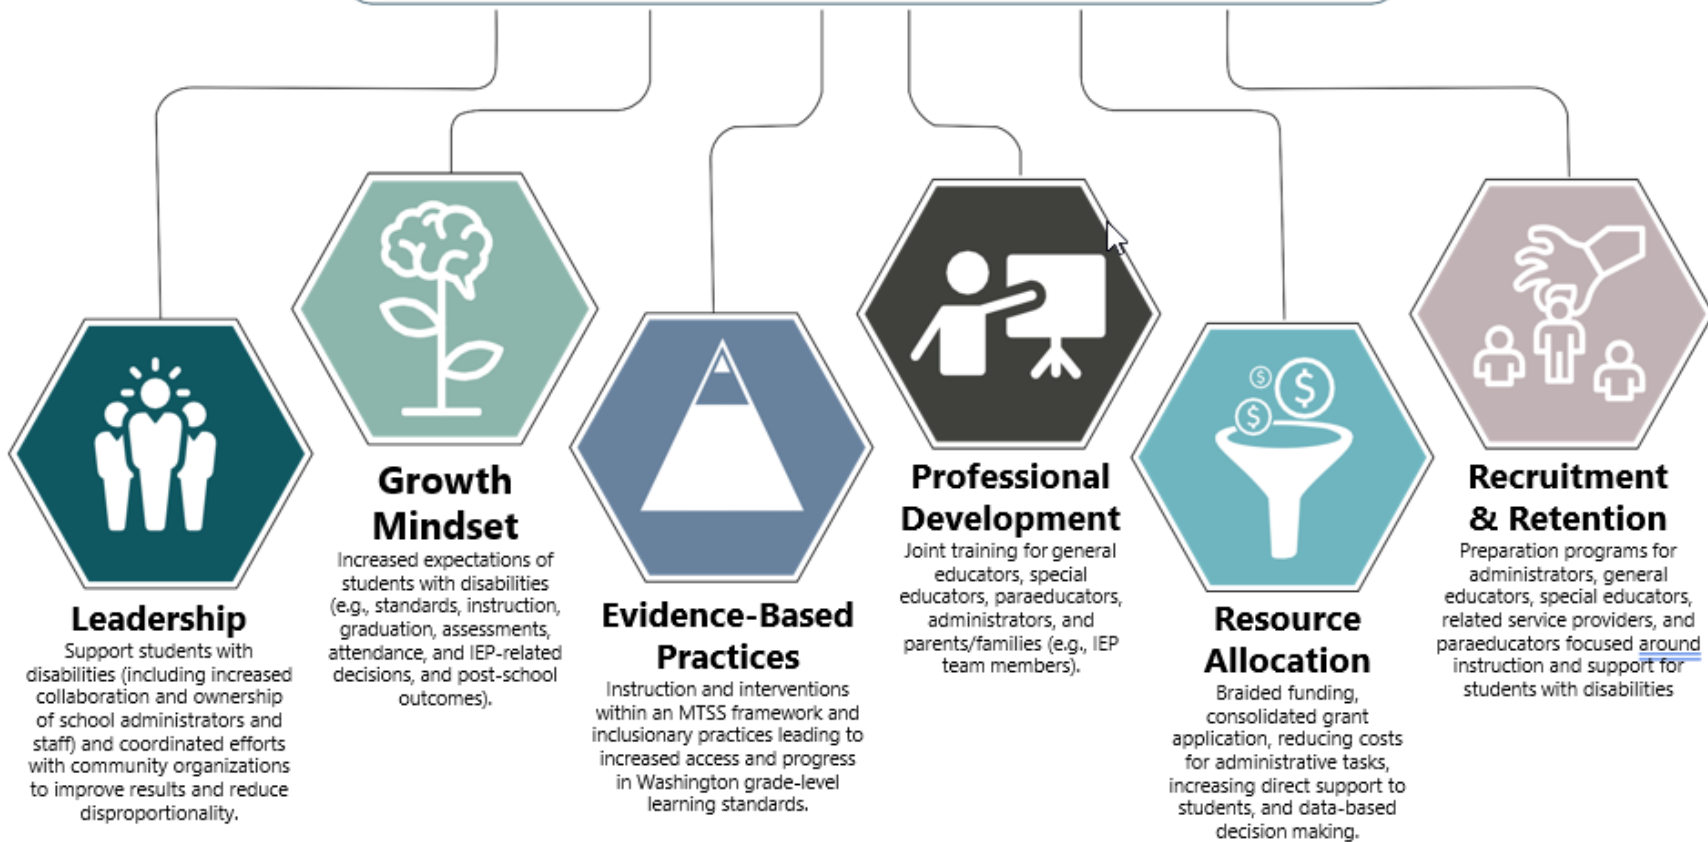 Leadership
Support students with
disabilities (including increased
collaboration and ownership
of school administrators and
staff) and coordinated efforts
with community organizations
to improve results and reduce
disproportionality.
Growth
Mindset
Increased expectations of
students with disabilities
(e.g., standards, instruction,
graduation, assessments,
attendance, and IEP-related
decisions, and post-school
outcomes).
Evidence-Based
Practices
Instruction and interventions
within an MTSS framework and
inclusionary practices leading to
increased access and progress
in Washington grade-level
learning standards.
Professional
Development
Joint training for general
educators, special
educators, paraeducators,
administrators, and
parents/families (e.g., IEP
team members).
$
$
$
Resource
Allocation
Braided funding,
consolidated grant
application, reducing costs
for administrative tasks,
increasing direct support to
students, and data-based
decision making.
Recruitment
& Retention
Preparation programs for
administrators, general
educators, special educators,
related service providers, and
paraeducators focused around
instruction and support for
students with disabilities